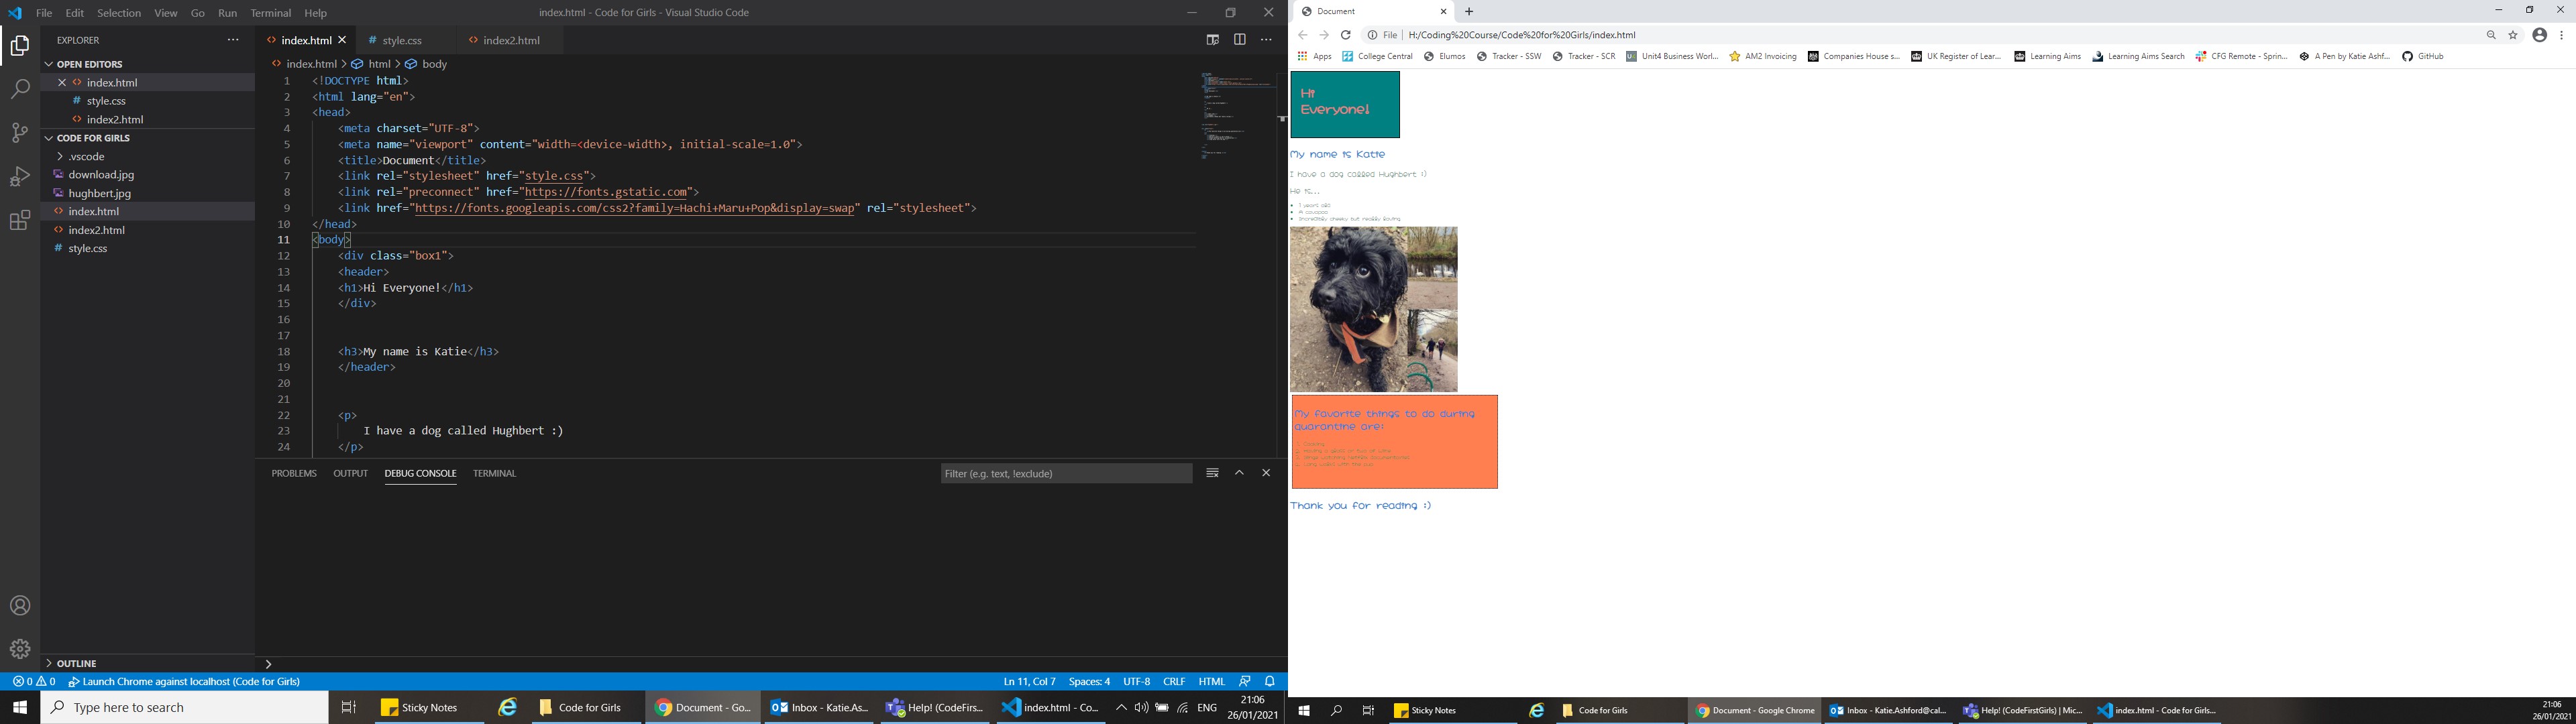 File Edit Selection View Go Run Terminal Help
index.html - Code for Girls - Visual Studio Code
EXPLORER
OPEN EDITORS
index.html
style.css
index2.html
CODE FOR GIRLS
.vscode
download.jpg
hughbert.jpg
index.html
index2.html
style.css
OUTLINE
index.html style.css index2.html
index.html > html > body
1 <!DOCTYPE html>
2 <html lang="en">
3 <head>
4 <meta charset="UTF-8">
5 <meta name="viewport" content="width=<device-width>, initial-scale=1.0">
6 <title>Document</title>
7 <link rel="stylesheet" href="style.css">
8 <link rel="preconnect" href="https://fonts.gstatic.com">
9 <link href="https://fonts.googleapis.com/css2?family=Hachi+Maru+Pop&display=swap" rel="stylesheet">
10 </head>
11 <body>
12 <div class="box1">
13 <header>
14 <h1>Hi Everyone!</h1>
15 </div>
16
17
18 <h3>My name is Katie</h3>
19 </header>
20
21
22 <p>
23 I have a dog called Hughbert :)
24 </p>
PROBLEMS OUTPUT DEBUG CONSOLE TERMINAL
Filter (e.g. text, !exclude)
0 0 Launch Chrome against localhost (Code for Girls)
Ln 11, Col 7 Spaces: 4 UTF-8 CRLF HTML
Type here to search
Sticky Notes
Code for Girls
Document - Go...
Inbox - Katie.As...
Help! (CodeFirs...
index.html - Co...
ENG
21:06
26/01/2021
Document
File | H:/Coding%20Course/Code%20for%20Girls/index.html
Apps College Central Elumos Tracker - SSW Tracker - SCR Unit4 Business Worl... AM2 Invoicing Companies House s... UK Register of Lear... Learning Aims Learning Aims Search CFG Remote - Sprin... A Pen by Katie Ashf... GitHub
Hi
Everyone!
My name is Katie
I have a dog called Hughbert :)
He is...
1 years old
A cavapoo
Incredibly cheeky but really loving
My favorite things to do during
quarantine are:
Thank you for reading :)
Sticky Notes
Code for Girls
Document - Google Chrome
Inbox - Katie.Ashford@cal...
Help! (CodeFirstGirls) | Mic...
index.html - Code for Girls...
21:06
26/01/2021